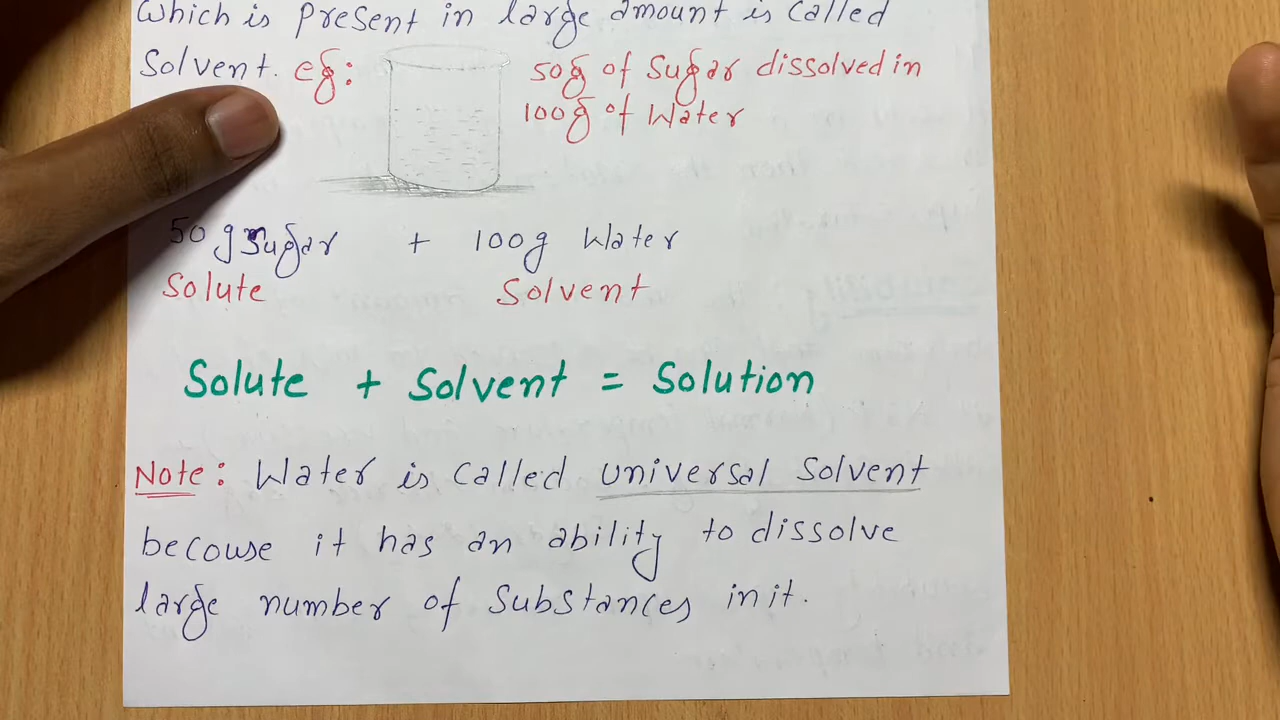 Which is present in large amount is called
Solvent. eg:
50g of Sugar dissolved in
100g of Water
50g Sugar + 100g Water
Solute Solvent
Solute + Solvent = Solution
Note: Water is called universal solvent
becouse it has an ability to dissolve
large number of Substances in it.